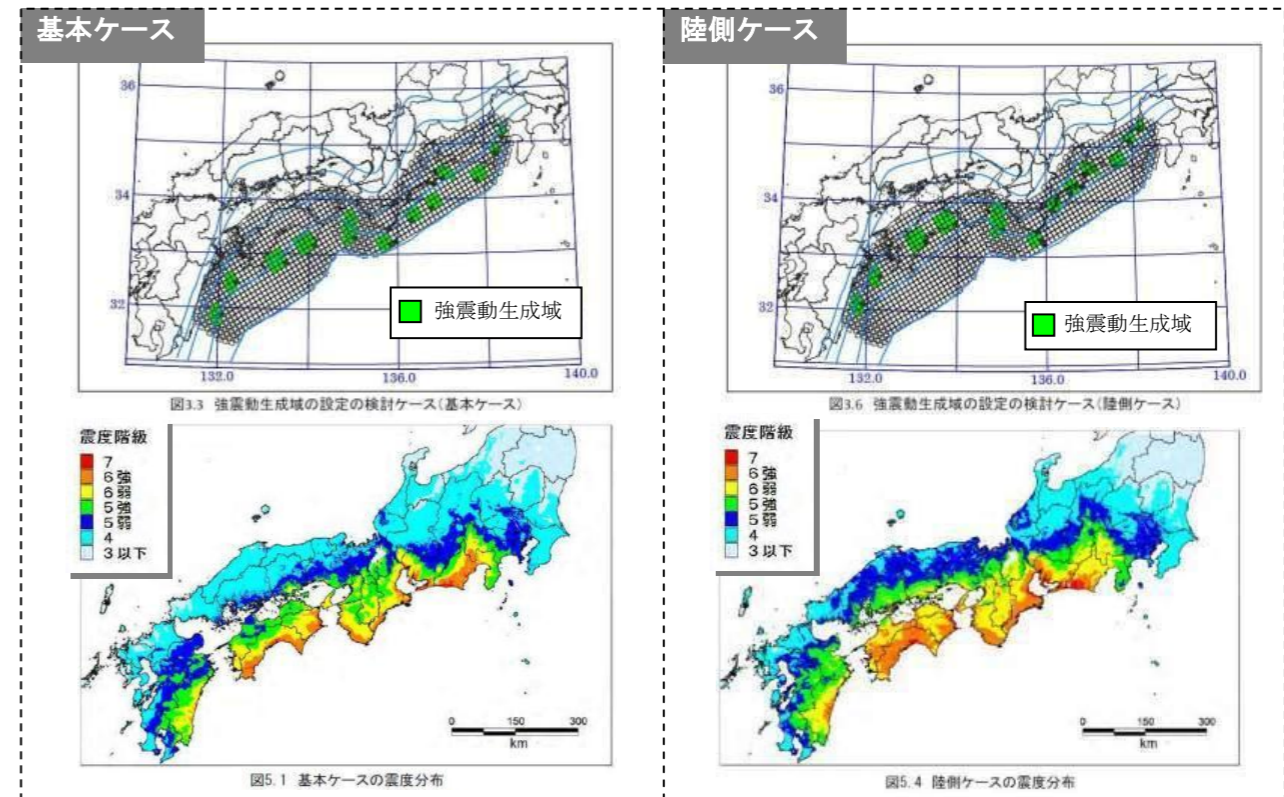 基本ケース
36
34
32
132.0
136.0
140.0
強震動生成域
図3.3 強震動生成域の設定の検討ケース(基本ケース)
震度階級
7
6強
6弱
5強
5弱
4
3以下
0 150 300
km
図5.1 基本ケースの震度分布
陸側ケース
36
34
32
132.0
136.0
140.0
強震動生成域
図3.6 強震動生成域の設定の検討ケース(陸側ケース)
震度階級
7
6強
6弱
5強
5弱
4
3以下
0 150 300
km
図5.4 陸側ケースの震度分布